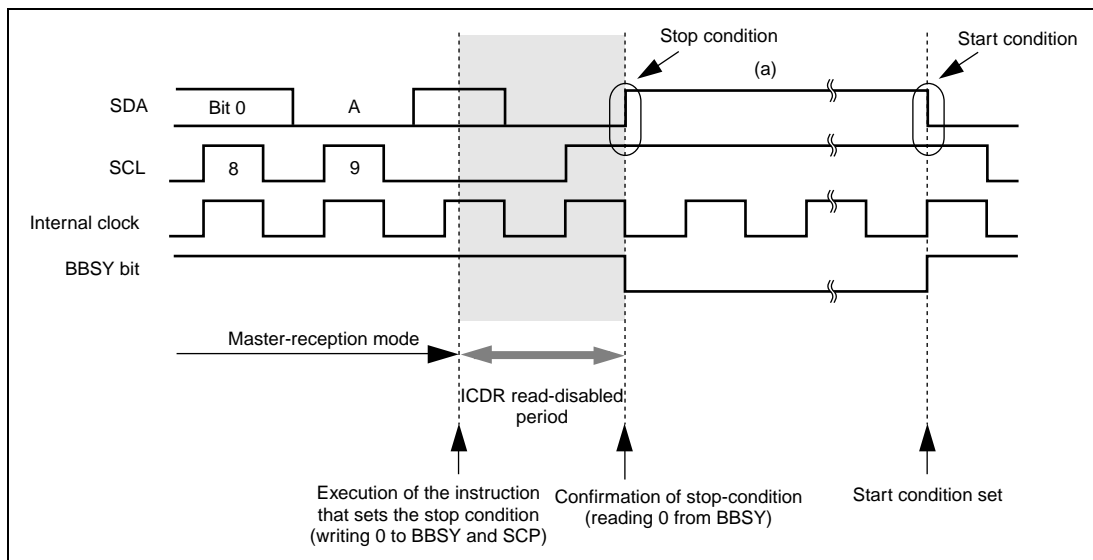 Stop condition
Start condition
(a)
SDA
Bit 0
A
SCL
8
9
Internal clock
BBSY bit
Master-reception mode
ICDR read-disabled
period
Execution of the instruction
that sets the stop condition
(writing 0 to BBSY and SCP)
Confirmation of stop-condition
(reading 0 from BBSY)
Start condition set